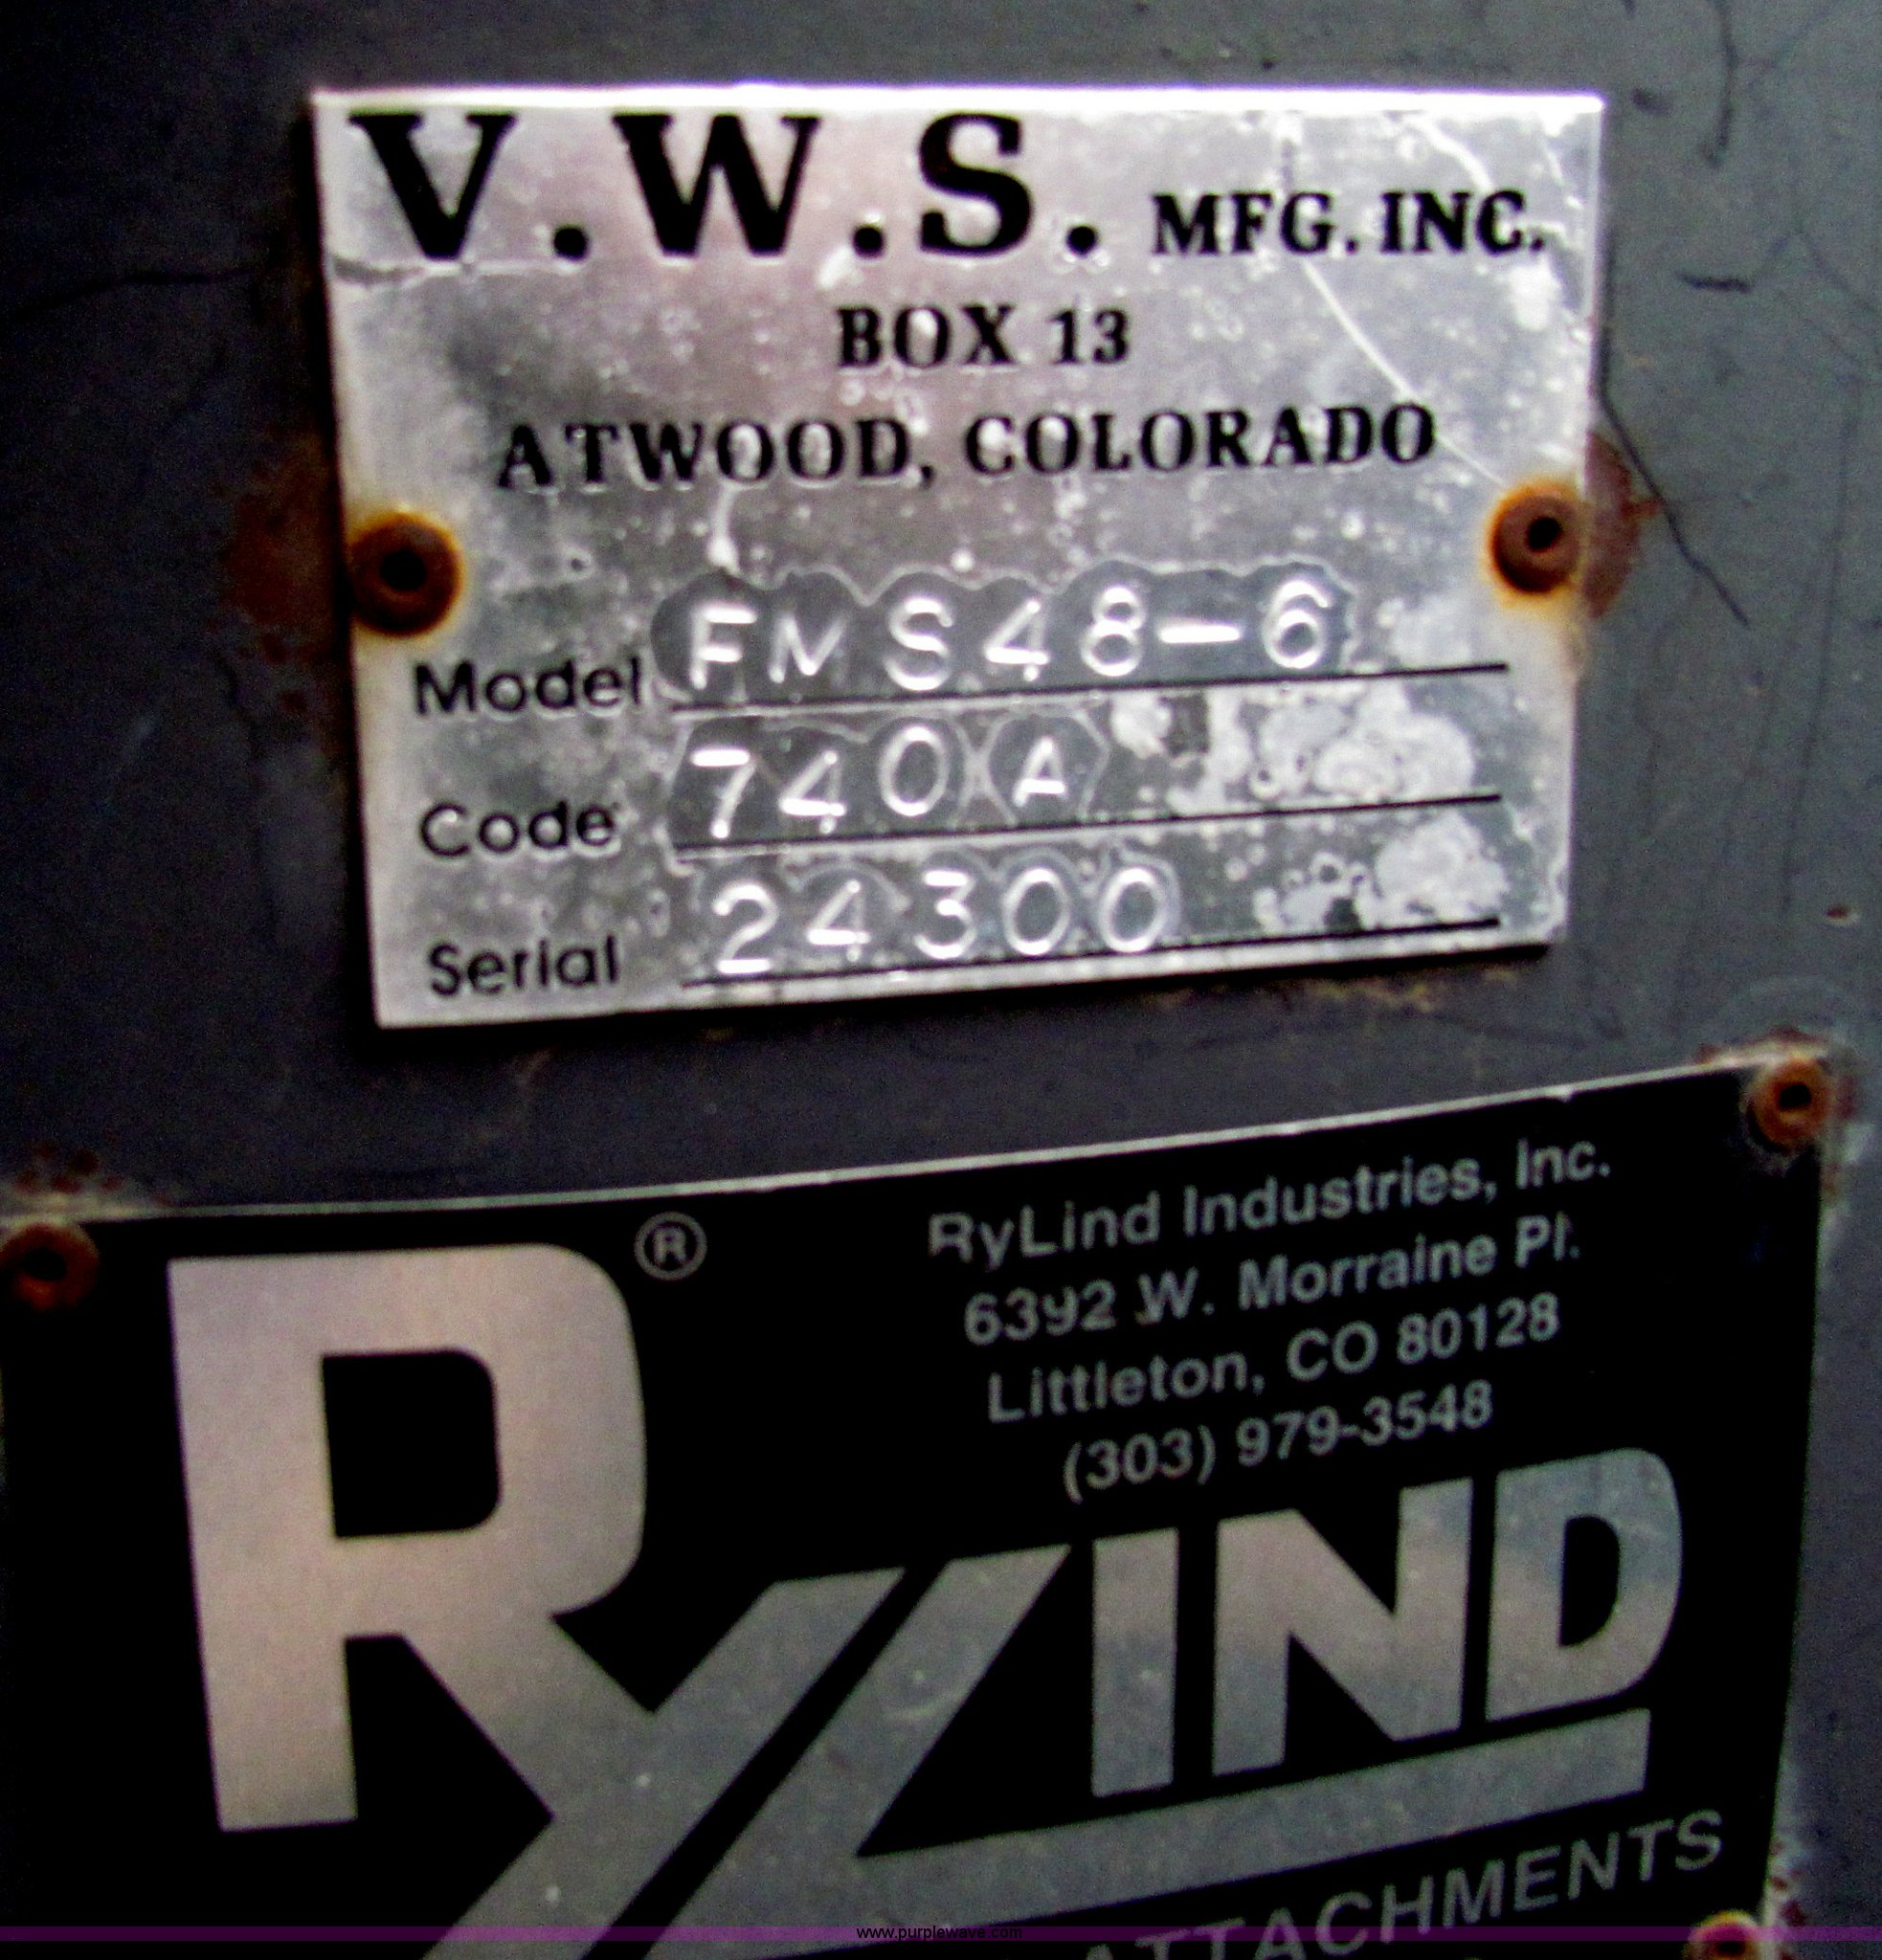 V.W.S. MFG. INC.
BOX 13
ATWOOD, COLORADO
Model FMS48-6
Code 740A
Serial 24300
®
RyLind Industries, Inc.
6392 W. Morraine Pl.
Littleton, CO 80128
(303) 979-3548
RYLIND
ATTACHMENTS
www.purplewave.com